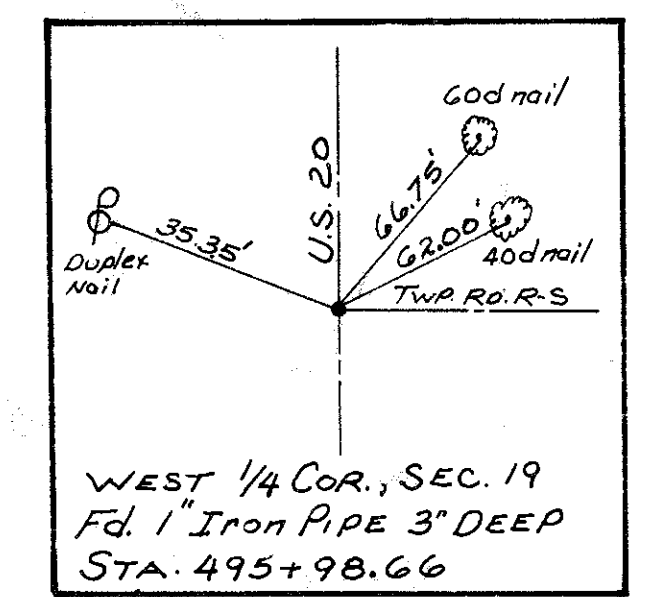 60d nail
U.S. 20
66.75'
35.35'
62.00'
40d nail
Duplex
Nail
TWP. RD. R-S
WEST 1/4 COR., SEC. 19
Fd. 1" Iron PIPE 3" DEEP
STA. 495+98.66